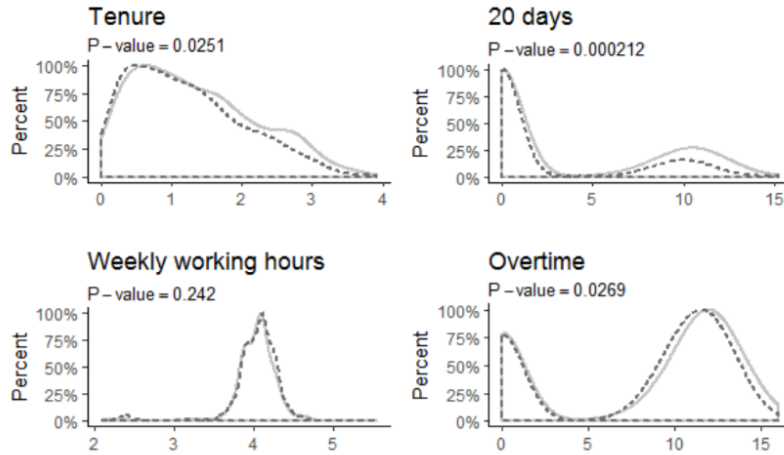 Tenure
P – value = 0.0251
Percent
100%
75%
50%
25%
0%
0 1 2 3 4
20 days
P – value = 0.000212
100%
75%
50%
25%
0%
0 5 10 15
Weekly working hours
P – value = 0.242
Percent
100%
75%
50%
25%
0%
2 3 4 5
Overtime
P – value = 0.0269
Percent
100%
75%
50%
25%
0%
0 5 10 15